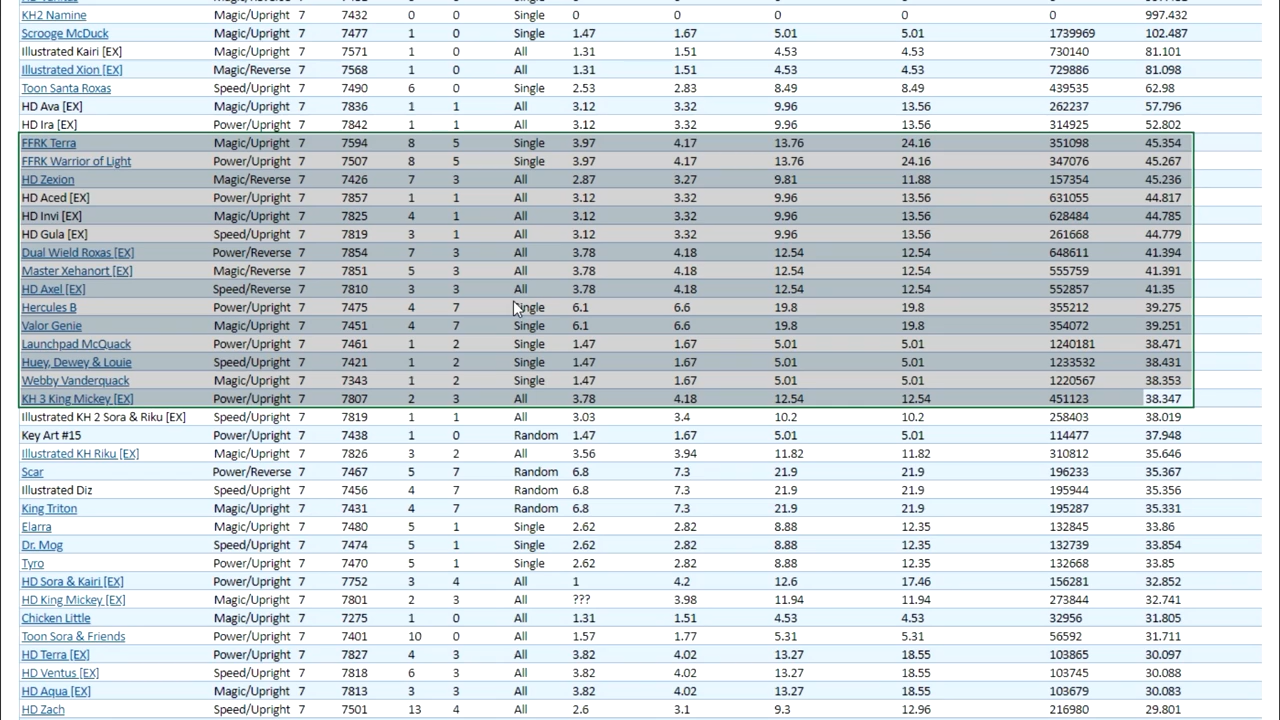 KH2 Namine Magic/Upright 7 7432 0 0 Single 0 0 0 0 0 997.432
Scrooge McDuck Magic/Upright 7 7477 1 0 Single 1.47 1.67 5.01 5.01 1739969 102.487
Illustrated Kairi [EX] Magic/Upright 7 7571 1 0 All 1.31 1.51 4.53 4.53 730140 81.101
Illustrated Xion [EX] Magic/Reverse 7 7568 1 0 All 1.31 1.51 4.53 4.53 729886 81.098
Toon Santa Roxas Speed/Upright 7 7490 6 0 Single 2.53 2.83 8.49 8.49 439535 62.98
HD Ava [EX] Magic/Upright 7 7836 1 1 All 3.12 3.32 9.96 13.56 262237 57.796
HD Ira [EX] Power/Upright 7 7842 1 1 All 3.12 3.32 9.96 13.56 314925 52.802
FFRK Terra Magic/Upright 7 7594 8 5 Single 3.97 4.17 13.76 24.16 351098 45.354
FFRK Warrior of Light Power/Upright 7 7507 8 5 Single 3.97 4.17 13.76 24.16 347076 45.267
HD Zexion Magic/Reverse 7 7426 7 3 All 2.87 3.27 9.81 11.88 157354 45.236
HD Aced [EX] Power/Upright 7 7857 1 1 All 3.12 3.32 9.96 13.56 631055 44.817
HD Invi [EX] Magic/Upright 7 7825 4 1 All 3.12 3.32 9.96 13.56 628484 44.785
HD Gula [EX] Speed/Upright 7 7819 3 1 All 3.12 3.32 9.96 13.56 261668 44.779
Dual Wield Roxas [EX] Power/Reverse 7 7854 7 3 All 3.78 4.18 12.54 12.54 648611 41.394
Master Xehanort [EX] Magic/Reverse 7 7851 5 3 All 3.78 4.18 12.54 12.54 555759 41.391
HD Axel [EX] Speed/Reverse 7 7810 3 3 All 3.78 4.18 12.54 12.54 552857 41.35
Hercules B Power/Upright 7 7475 4 7 Single 6.1 6.6 19.8 19.8 355212 39.275
Valor Genie Magic/Upright 7 7451 4 7 Single 6.1 6.6 19.8 19.8 354072 39.251
Launchpad McQuack Power/Upright 7 7461 1 2 Single 1.47 1.67 5.01 5.01 1240181 38.471
Huey, Dewey & Louie Speed/Upright 7 7421 1 2 Single 1.47 1.67 5.01 5.01 1233532 38.431
Webby Vanderquack Magic/Upright 7 7343 1 2 Single 1.47 1.67 5.01 5.01 1220567 38.353
KH 3 King Mickey [EX] Power/Upright 7 7807 2 3 All 3.78 4.18 12.54 12.54 451123 38.347
Illustrated KH 2 Sora & Riku [EX] Speed/Upright 7 7819 1 1 All 3.03 3.4 10.2 10.2 258403 38.019
Key Art #15 Power/Upright 7 7438 1 0 Random 1.47 1.67 5.01 5.01 114477 37.948
Illustrated KH Riku [EX] Magic/Upright 7 7826 3 2 All 3.56 3.94 11.82 11.82 310812 35.646
Scar Power/Reverse 7 7467 5 7 Random 6.8 7.3 21.9 21.9 196233 35.367
Illustrated Diz Speed/Upright 7 7456 4 7 Random 6.8 7.3 21.9 21.9 195944 35.356
King Triton Magic/Upright 7 7431 4 7 Random 6.8 7.3 21.9 21.9 195287 35.331
Elarra Magic/Upright 7 7480 5 1 Single 2.62 2.82 8.88 12.35 132845 33.86
Dr. Mog Speed/Upright 7 7474 5 1 Single 2.62 2.82 8.88 12.35 132739 33.854
Tyro Power/Upright 7 7470 5 1 Single 2.62 2.82 8.88 12.35 132668 33.85
HD Sora & Kairi [EX] Power/Upright 7 7752 3 4 All 1 4.2 12.6 17.46 156281 32.852
HD King Mickey [EX] Magic/Upright 7 7801 2 3 All ??? 3.98 11.94 11.94 273844 32.741
Chicken Little Magic/Upright 7 7275 1 0 All 1.31 1.51 4.53 4.53 32956 31.805
Toon Sora & Friends Power/Upright 7 7401 10 0 All 1.57 1.77 5.31 5.31 56592 31.711
HD Terra [EX] Power/Upright 7 7827 4 3 All 3.82 4.02 13.27 18.55 103865 30.097
HD Ventus [EX] Speed/Upright 7 7818 6 3 All 3.82 4.02 13.27 18.55 103745 30.088
HD Aqua [EX] Magic/Upright 7 7813 3 3 All 3.82 4.02 13.27 18.55 103679 30.083
HD Zach Speed/Upright 7 7501 13 4 All 2.6 3.1 9.3 12.96 216980 29.801